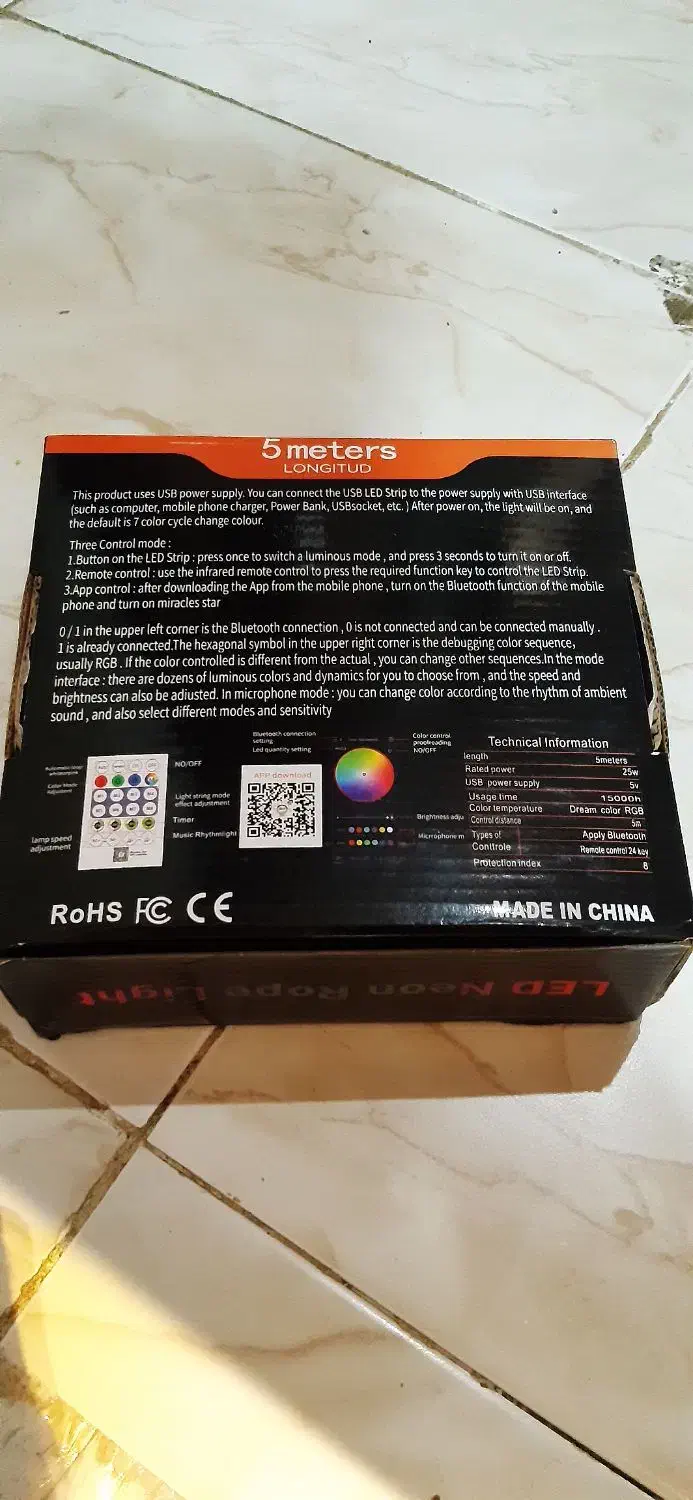 5 meters
LONGITUD
This product uses USB power supply. You can connect the USB LED Strip to the power supply with USB interface
(such as computer, mobile phone charger, Power Bank, USBsocket, etc. ) After power on, the light will be on, and
the default is 7 color cycle change colour.
Three Control mode :
1.Button on the LED Strip : press once to switch a luminous mode , and press 3 seconds to turn it on or off.
2.Remote control : use the infrared remote control to press the required function key to control the LED Strip.
3.App control : after downloading the App from the mobile phone , turn on the Bluetooth function of the mobile
phone and turn on miracles star
0 / 1 in the upper left corner is the Bluetooth connection , 0 is not connected and can be connected manually .
1 is already connected.The hexagonal symbol in the upper right corner is the debugging color sequence,
usually RGB . If the color controlled is different from the actual , you can change other sequences.In the mode
interface : there are dozens of luminous colors and dynamics for you to choose from , and the speed and
brightness can also be adiusted. In microphone mode : you can change color according to the rhythm of ambient
sound , and also select different modes and sensitivity
Color Mode
Adjustment
lamp speed
adjustment
NO/OFF
Light string mode
effect adjustment
Timer
Music Rhythmlight
Bluetooth connection
setting
Led quantity setting
APP download
Color control
proofreading
NO/OFF
Brightness adju
Microphone m
Technical Information
length 5meters
Rated power 25w
USB power supply 5v
Usage time 15000h
Color temperature Dream color RGB
Control distance 5m
Types of Apply Bluetooth
Controle Remote control 24 key
Protection index 8
RoHS FC CE
MADE IN CHINA
LED Neon Rope Light